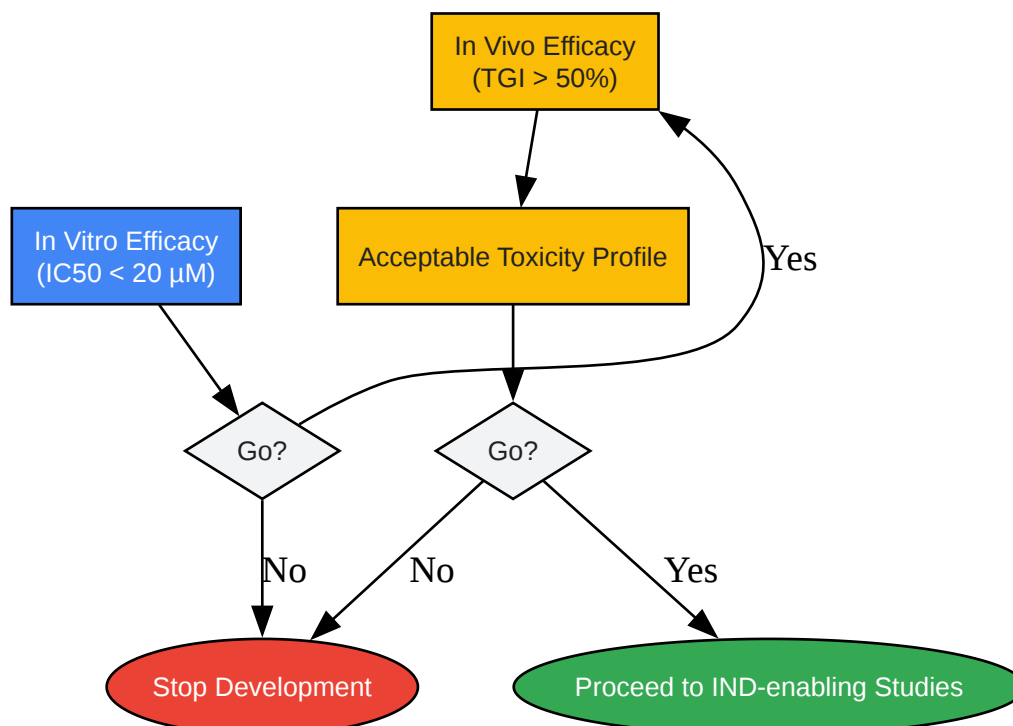 In Vivo Efficacy
(TGI > 50%)
In Vitro Efficacy
(IC50 < 20 µM)
Acceptable Toxicity Profile
Yes
Go?
Go?
No
No
Yes
Stop Development
Proceed to IND-enabling Studies